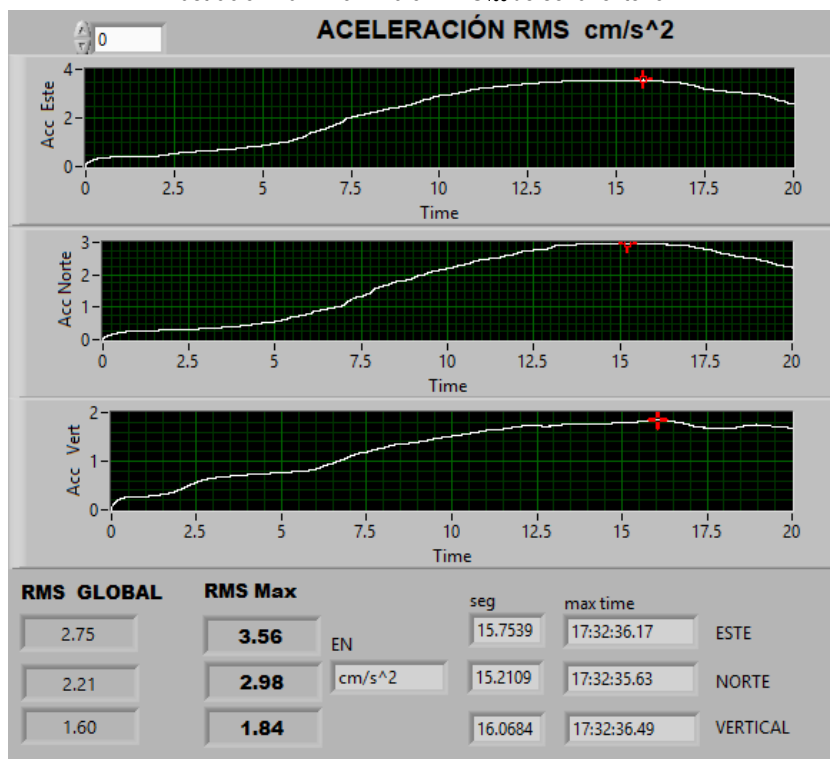 0
ACELERACIÓN RMS cm/s^2
Acc Este
4
2
0
0 2.5 5 7.5 10 12.5 15 17.5 20
Time
Acc Norte
3
2
1
0
0 2.5 5 7.5 10 12.5 15 17.5 20
Time
Acc Vert
2
1
0
0 2.5 5 7.5 10 12.5 15 17.5 20
Time
RMS GLOBAL RMS Max seg max time
2.75 3.56 EN 15.7539 17:32:36.17 ESTE
2.21 2.98 cm/s^2 15.2109 17:32:35.63 NORTE
1.60 1.84 16.0684 17:32:36.49 VERTICAL